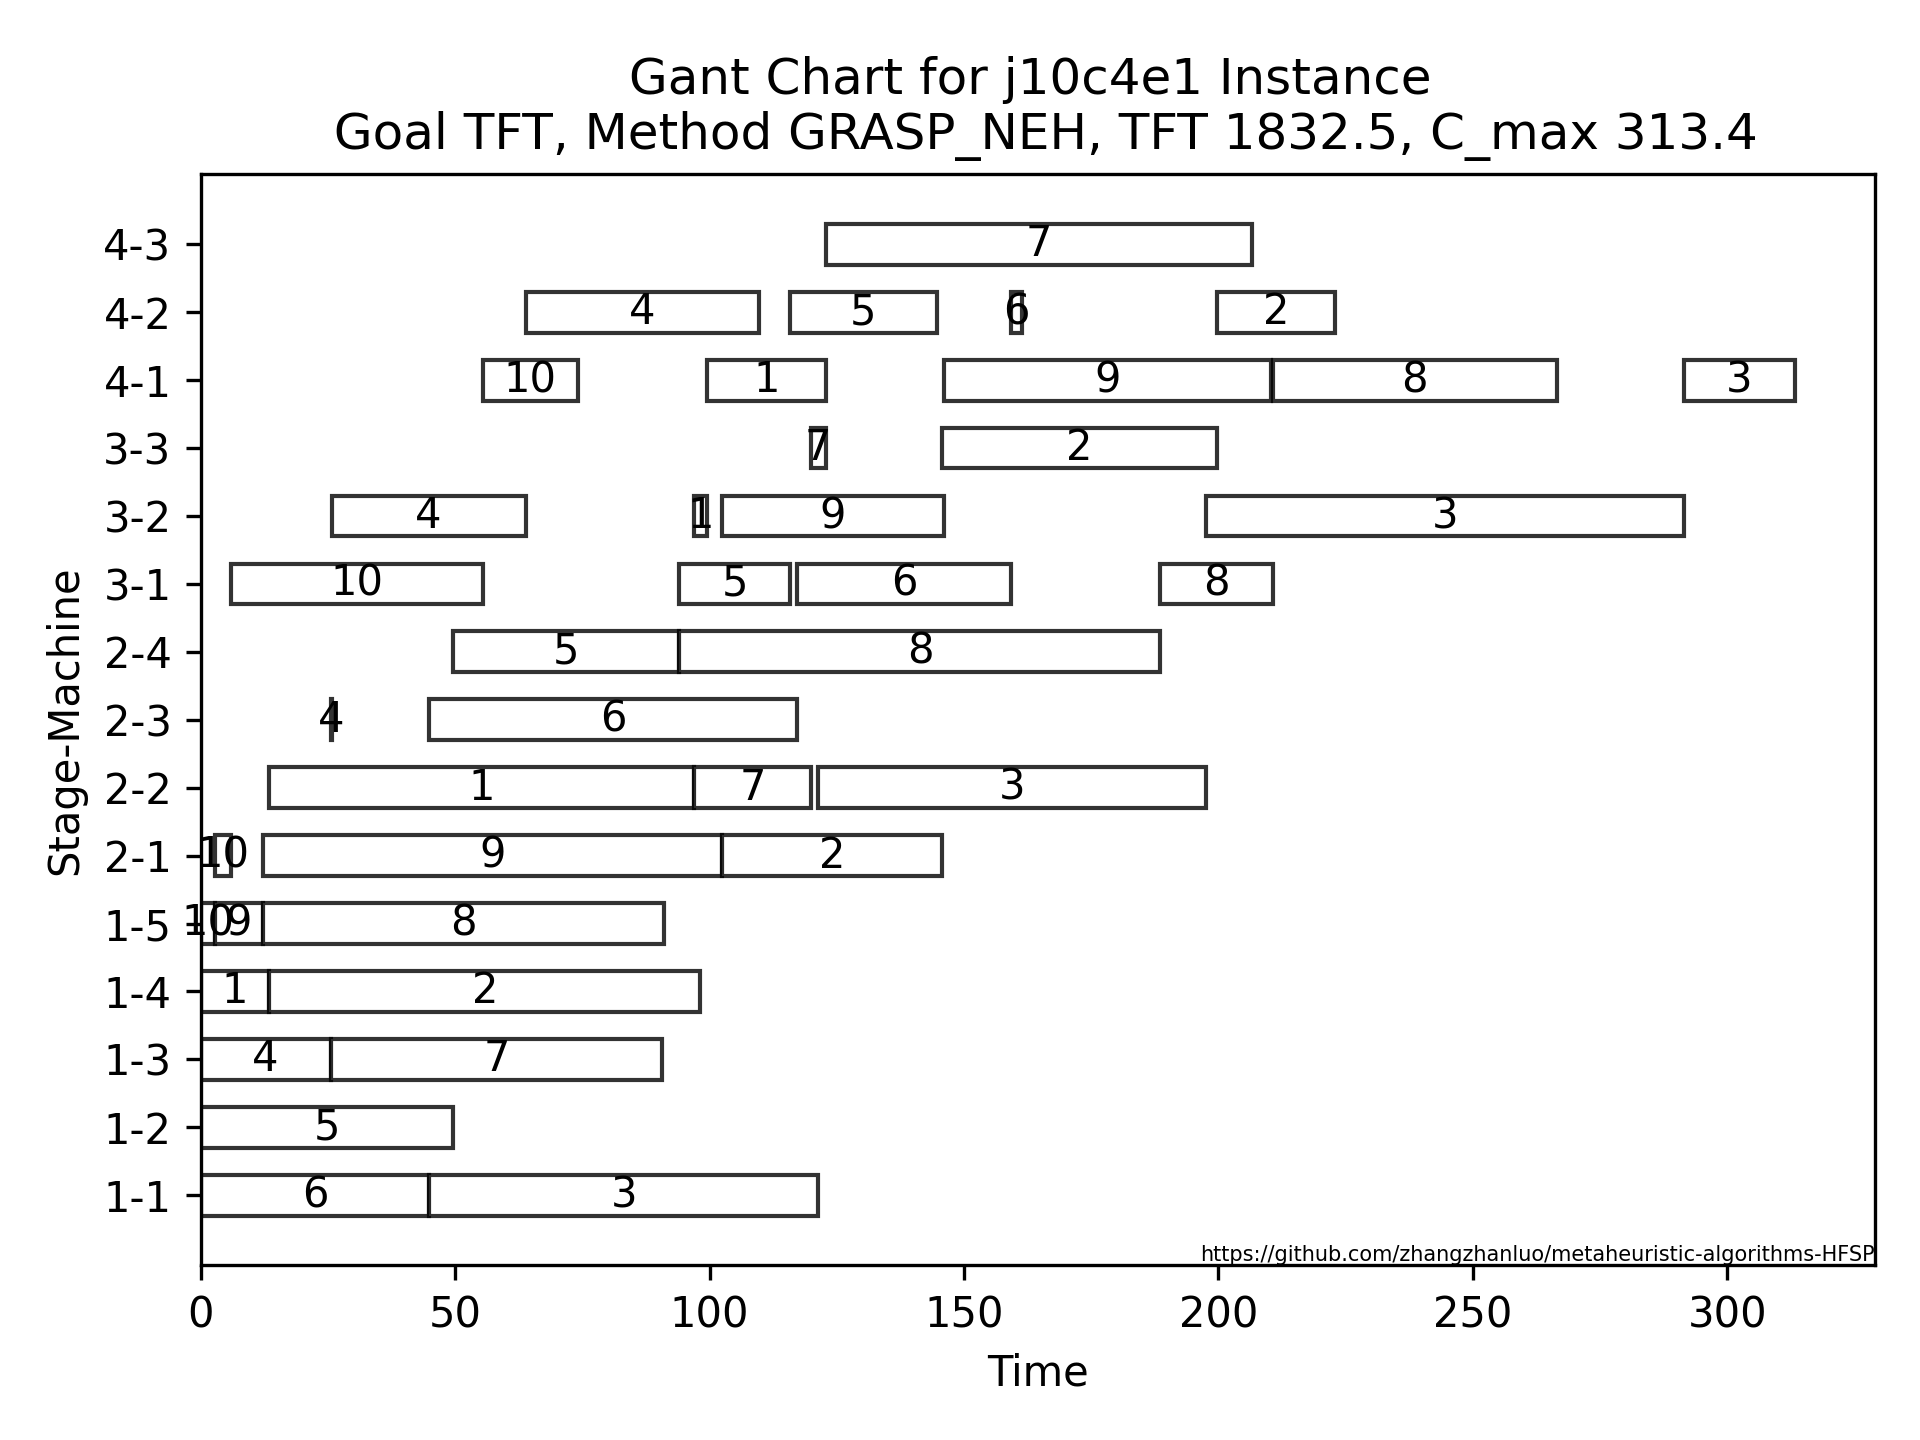 Gant Chart for j10c4e1 Instance
Goal TFT, Method GRASP_NEH, TFT 1832.5, C_max 313.4
Stage-Machine
4-3 7
4-2 4 5 6 2
4-1 10 1 9 8 3
3-3 7 2
3-2 4 1 9 3
3-1 10 5 6 8
2-4 5 8
2-3 4 6
2-2 1 7 3
2-1 10 9 2
1-5 10 9 8
1-4 1 2
1-3 4 7
1-2 5
1-1 6 3
https://github.com/zhangzhanluo/metaheuristic-algorithms-HFSP
0 50 100 150 200 250 300
Time